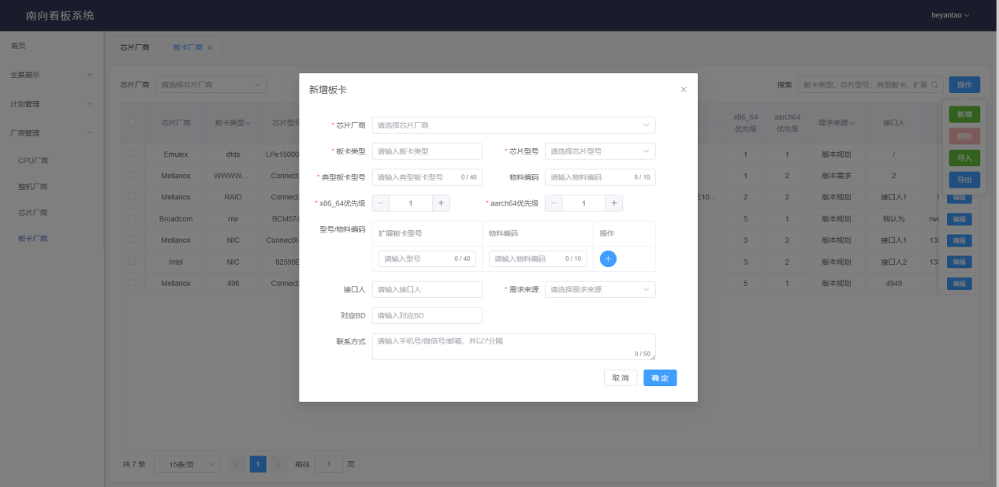 南向看板系统
heyantao
首页
全景展示
计划管理
厂商管理
CPU厂商
整机厂商
芯片厂商
板卡厂商
芯片厂商 板卡厂商 ×
芯片厂商 请选择芯片厂商
搜索 板卡类型、芯片型号、典型板卡、扩展 操作
新增
删除
导入
导出
芯片厂商 板卡类型 芯片型号 x86_64优先级 aarch64优先级 需求来源 接口人
Emulex dfds LPe15000 1 1 版本规划 /
Mellanox WWWW... Connect 1 2 版本需求 2
Mellanox RAID Connect E10... 2 2 版本规划 接口人1 编辑
Broadcom rrw BCM574 5 1 版本规划 我认为 rwe 编辑
Mellanox NIC ConnectX 3 2 版本规划 接口人1 132 编辑
Intel NIC 82599E 3 2 版本规划 接口人2 132 编辑
Mellanox 498 Connect 5 1 版本规划 4949 编辑
新增板卡 ×
* 芯片厂商 请选择芯片厂商
* 板卡类型 请输入板卡类型 * 芯片型号 请选择芯片型号
* 典型板卡型号 请输入典型板卡型号 0 / 40 物料编码 请输入物料编码 0 / 10
* x86_64优先级 − 1 + * aarch64优先级 − 1 +
型号/物料编码 扩展板卡型号 物料编码 操作
请输入型号 0 / 40 请输入物料编码 0 / 10 +
接口人 请输入接口人 * 需求来源 请选择需求来源
对应BD 请输入对应BD
联系方式 请输入手机号/微信号/邮箱，并以'/'分隔
0 / 50
取 消 确 定
共 7 条 15条/页 < 1 > 前往 1 页